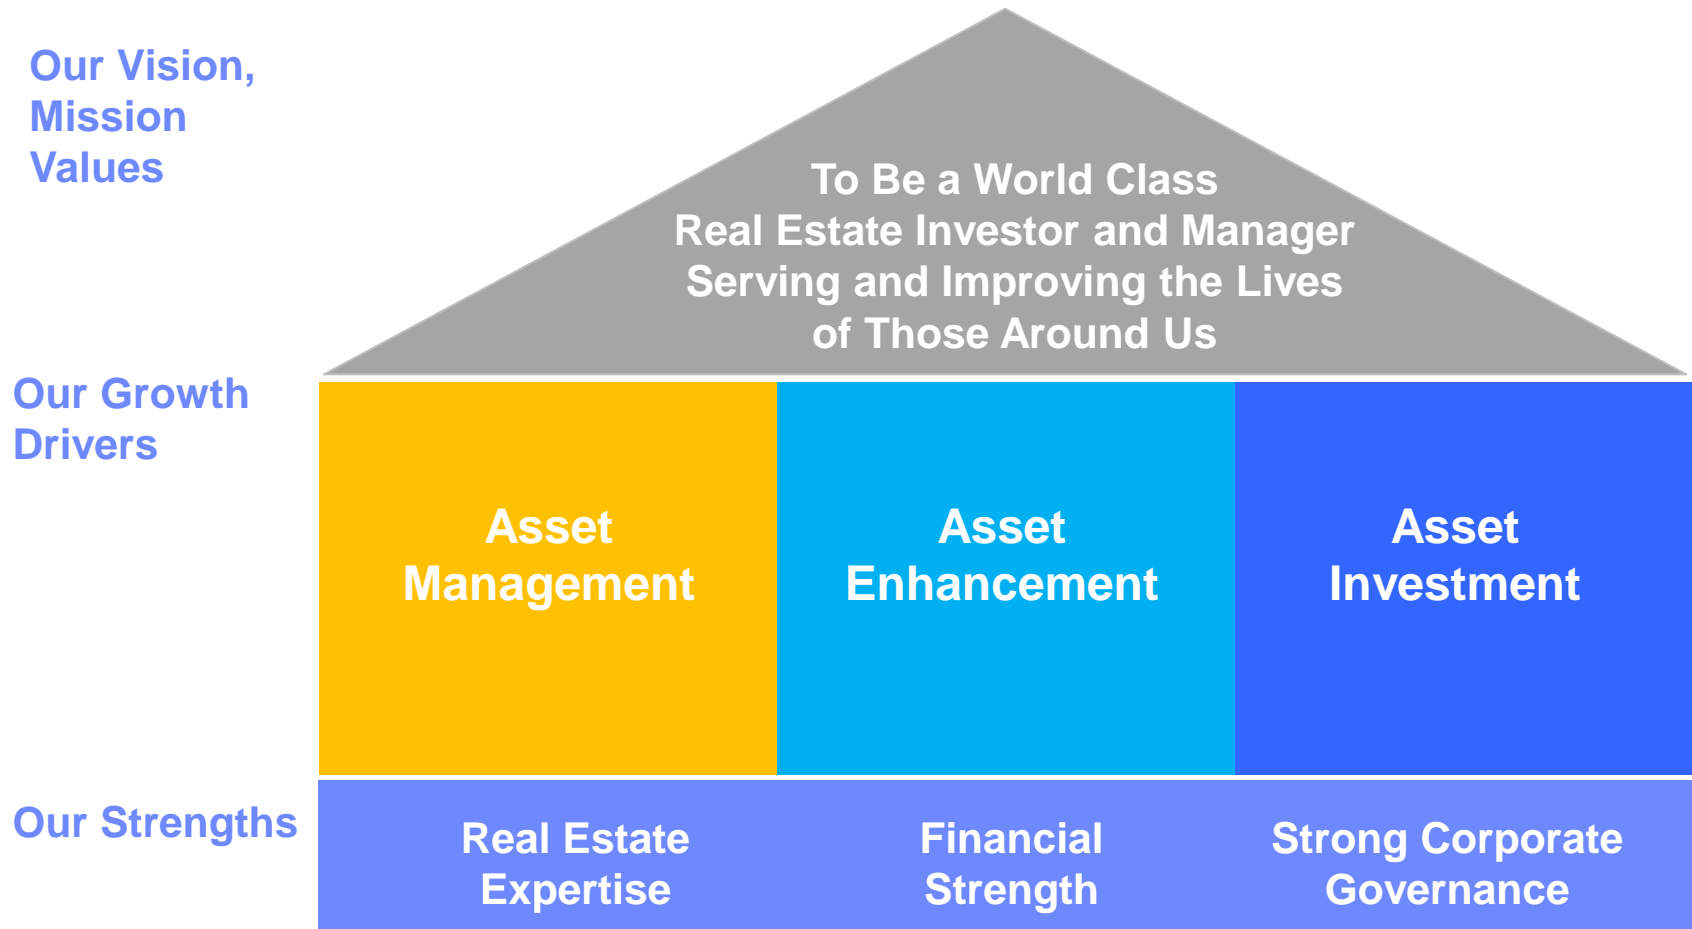 Our Vision,
Mission
Values
To Be a World Class
Real Estate Investor and Manager
Serving and Improving the Lives
of Those Around Us
Our Growth
Drivers
Asset
Management
Asset
Enhancement
Asset
Investment
Our Strengths
Real Estate
Expertise
Financial
Strength
Strong Corporate
Governance